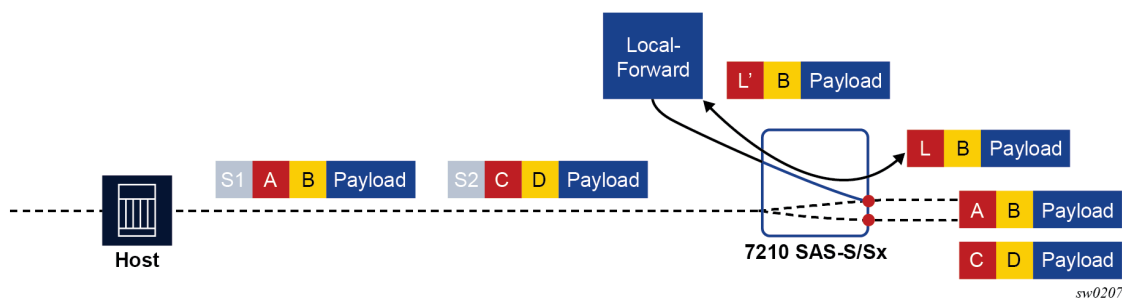 Local-
Forward
L’ B Payload
L B Payload
S1 A B Payload
S2 C D Payload
A B Payload
Host
7210 SAS-S/Sx
C D Payload
sw0207